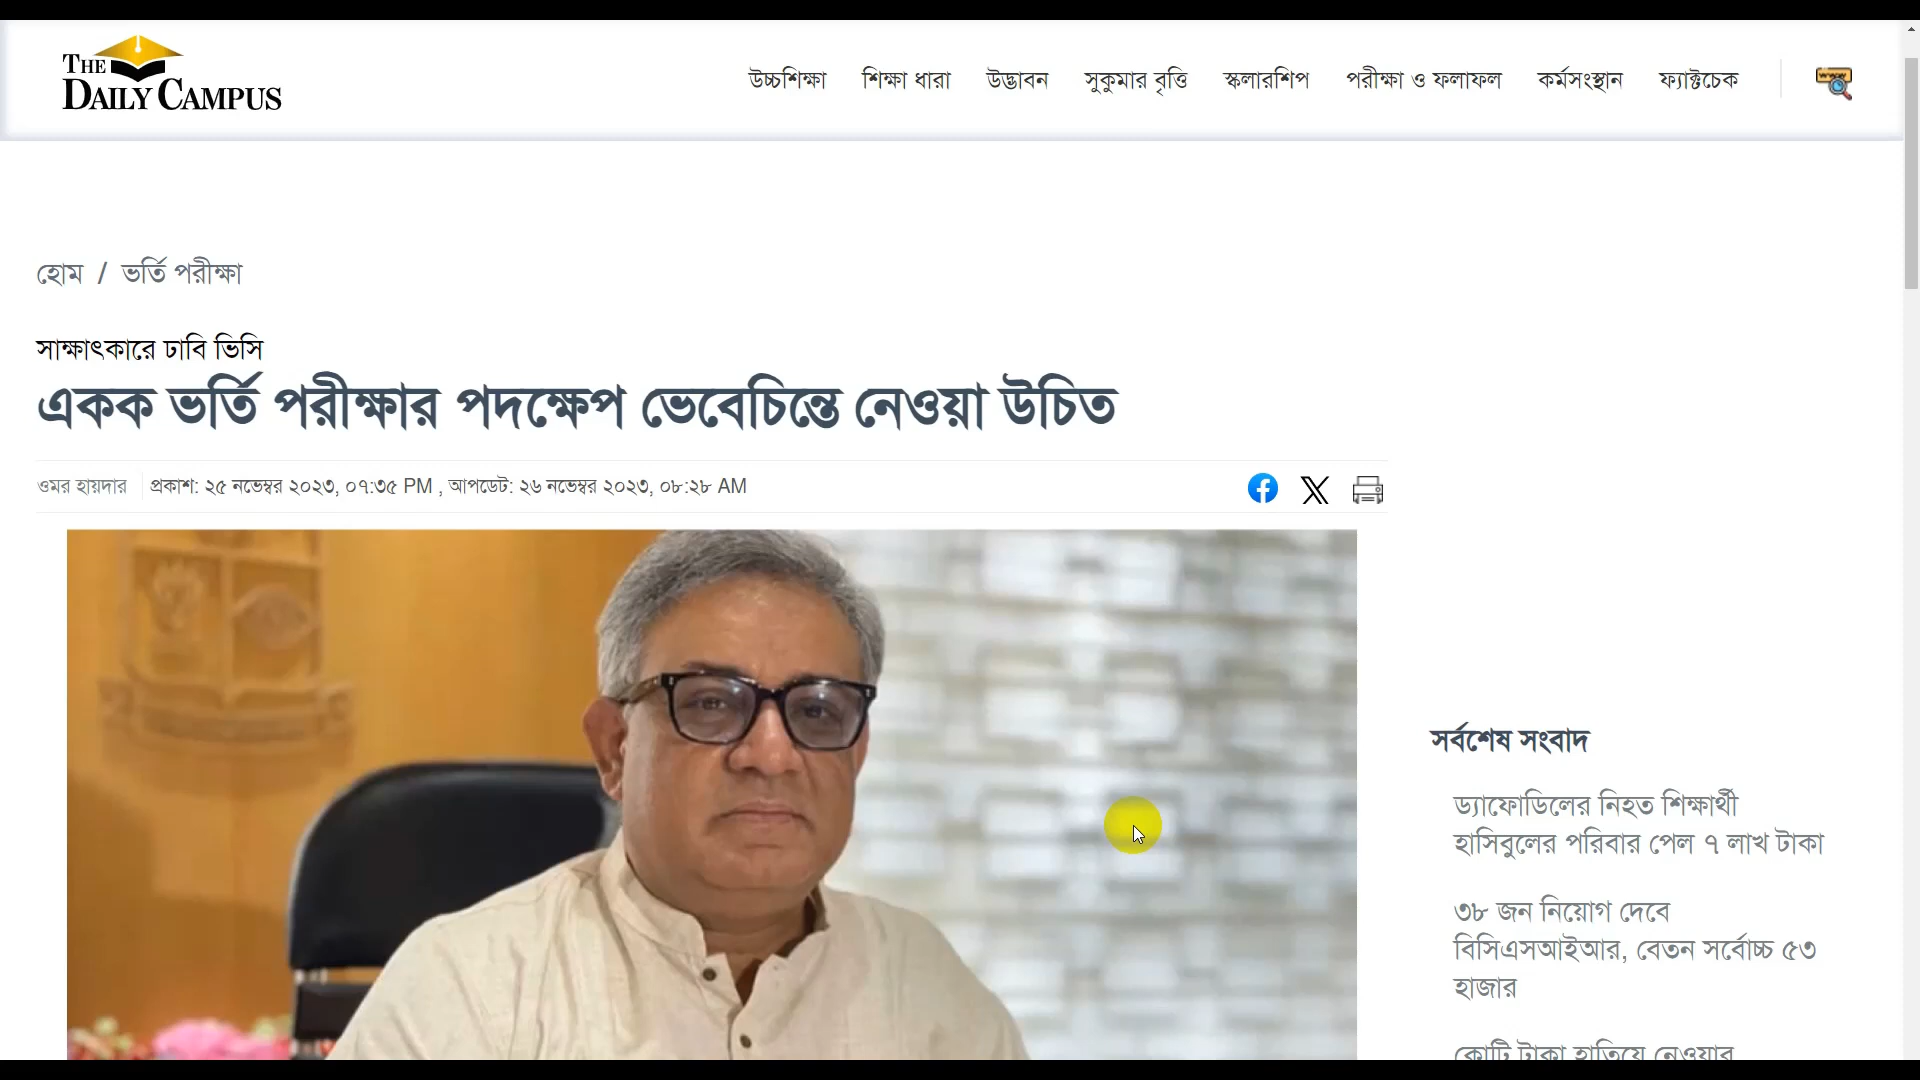 THE
DAILY CAMPUS
উচ্চশিক্ষা শিক্ষা ধারা উদ্ভাবন সুকুমার বৃত্তি স্কলারশিপ পরীক্ষা ও ফলাফল কর্মসংস্থান ফ্যাক্টচেক
www
হোম / ভর্তি পরীক্ষা
সাক্ষাৎকারে ঢাবি ভিসি
একক ভর্তি পরীক্ষার পদক্ষেপ ভেবেচিন্তে নেওয়া উচিত
ওমর হায়দার প্রকাশ: ২৫ নভেম্বর ২০২৩, ০৭:৩৫ PM , আপডেট: ২৬ নভেম্বর ২০২৩, ০৮:২৮ AM
সর্বশেষ সংবাদ
ড্যাফোডিলের নিহত শিক্ষার্থী
হাসিবুলের পরিবার পেল ৭ লাখ টাকা
৩৮ জন নিয়োগ দেবে
বিসিএসআইআর, বেতন সর্বোচ্চ ৫৩
হাজার
কোটি টাকা হাতিয়ে নেওয়ার